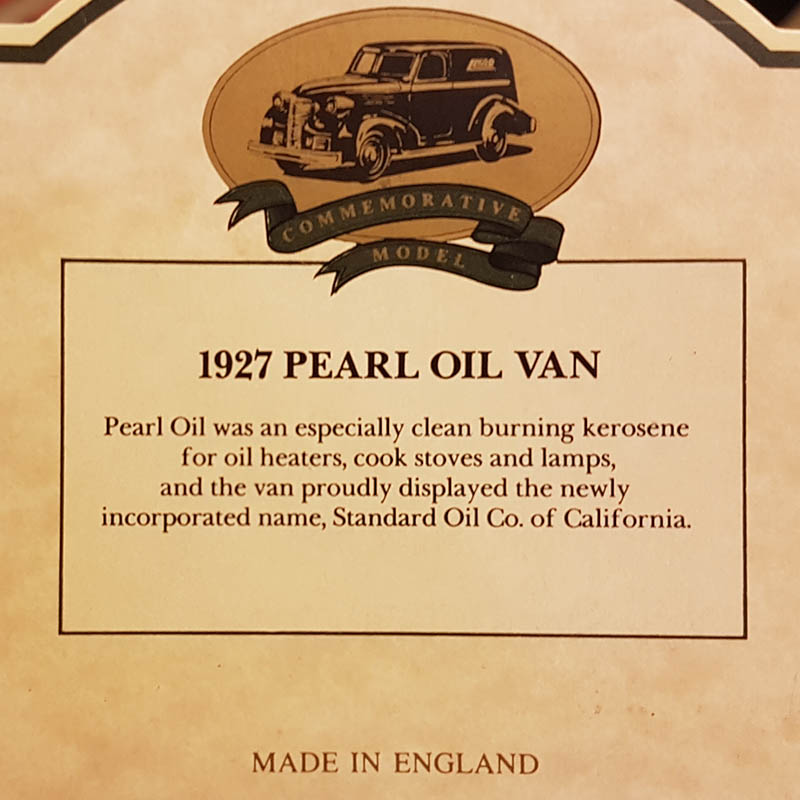 COMMEMORATIVE
MODEL
1927 PEARL OIL VAN
Pearl Oil was an especially clean burning kerosene
for oil heaters, cook stoves and lamps,
and the van proudly displayed the newly
incorporated name, Standard Oil Co. of California.
MADE IN ENGLAND